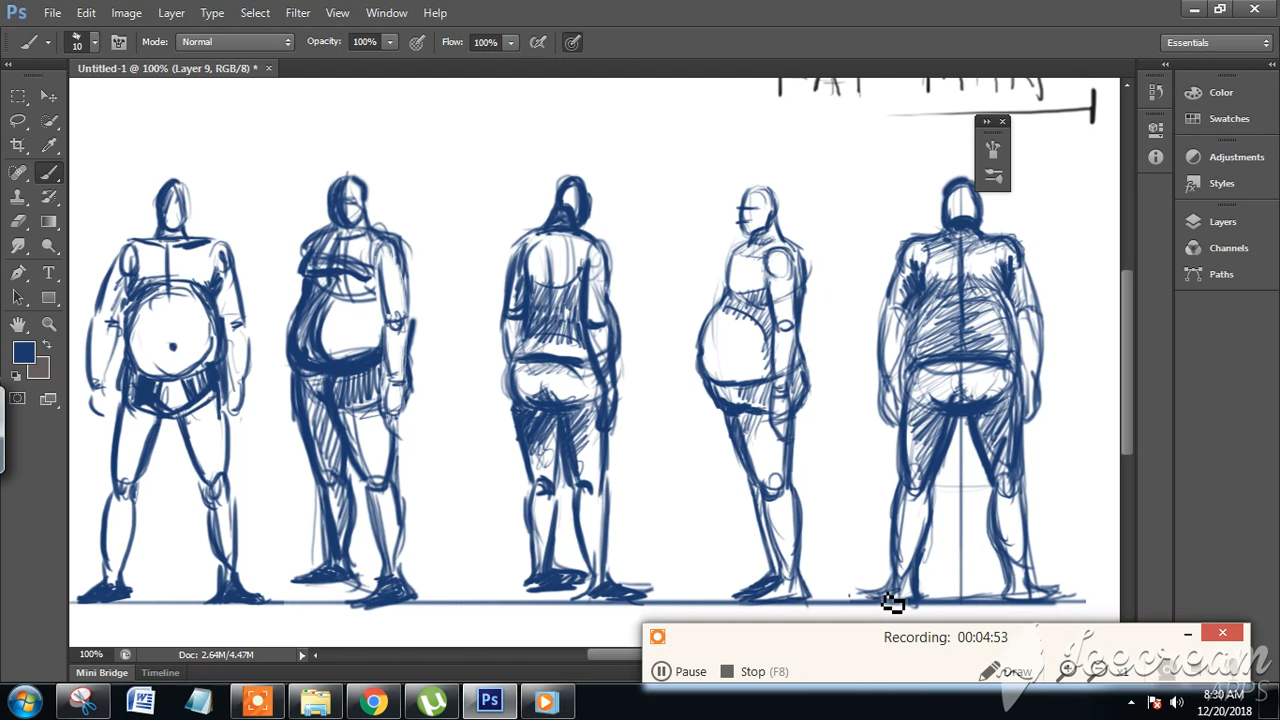 Ps File Edit Image Layer Type Select Filter View Window Help
10 Mode: Normal Opacity: 100% Flow: 100% Essentials
Untitled-1 @ 100% (Layer 9, RGB/8) * ×
Color
Swatches
Adjustments
Styles
Layers
Channels
Paths
100% Doc: 2.64M/4.47M
Mini Bridge Timeline
Recording: 00:04:53
Pause Stop (F8) Draw x1
Icecream
APPS
8:30 AM
12/20/2018